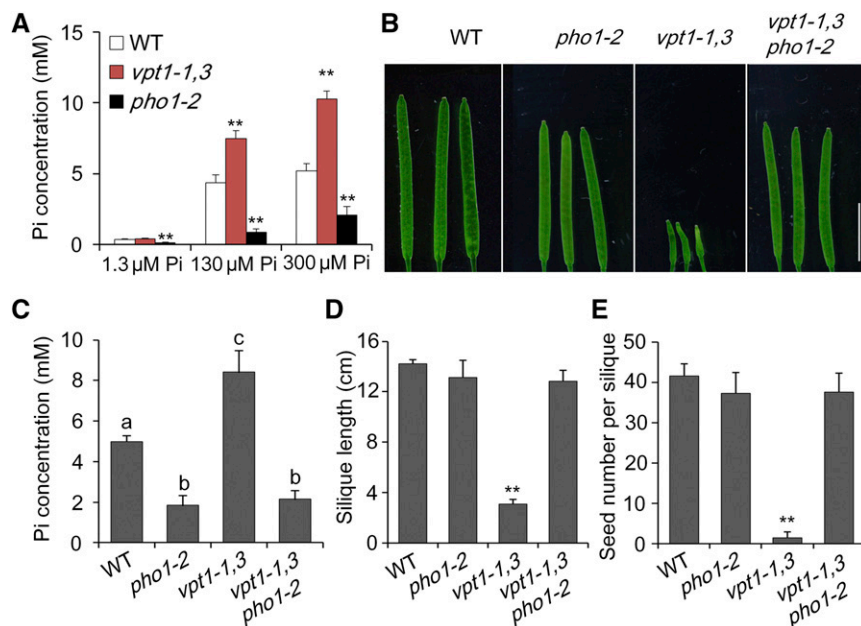 A
Pi concentration (mM)
15
10
5
0
WT
vpt1-1,3
pho1-2
**
**
**
**
**
1.3 µM Pi
130 µM Pi
300 µM Pi
B
WT
pho1-2
vpt1-1,3
vpt1-1,3
pho1-2
C
Pi concentration (mM)
10
8
6
4
2
0
a
b
c
b
WT
pho1-2
vpt1-1,3
vpt1-1,3
pho1-2
D
Silique length (cm)
16
12
8
4
0
**
WT
pho1-2
vpt1-1,3
vpt1-1,3
pho1-2
E
Seed number per silique
50
40
30
20
10
0
**
WT
pho1-2
vpt1-1,3
vpt1-1,3
pho1-2